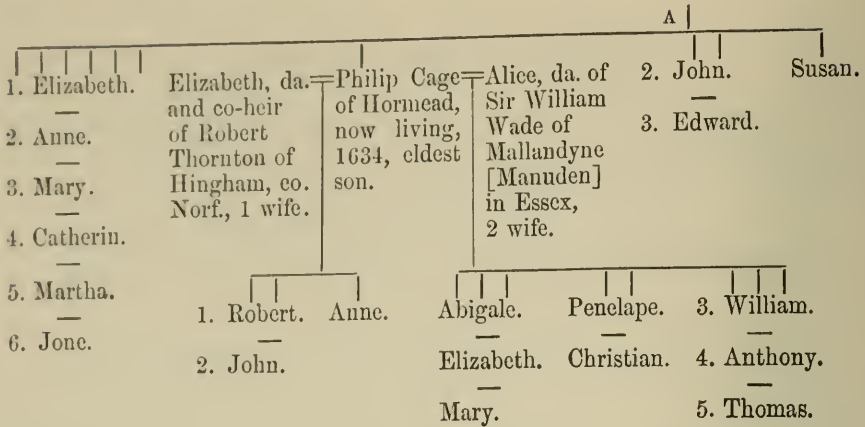 A
1. Elizabeth.
2. Anne.
3. Mary.
4. Catherin.
5. Martha.
6. Jone.
Elizabeth, da.
and co-heir
of Robert
Thornton of
Hingham, co.
Norf., 1 wife.
Philip Cage
of Hormead,
now living,
1634, eldest
son.
Alice, da. of
Sir William
Wade of
Mallandyne
[Manuden]
in Essex,
2 wife.
2. John.
3. Edward.
Susan.
1. Robert.
2. John.
Anne.
Abigale.
Elizabeth.
Mary.
Penelape.
Christian.
3. William.
4. Anthony.
5. Thomas.